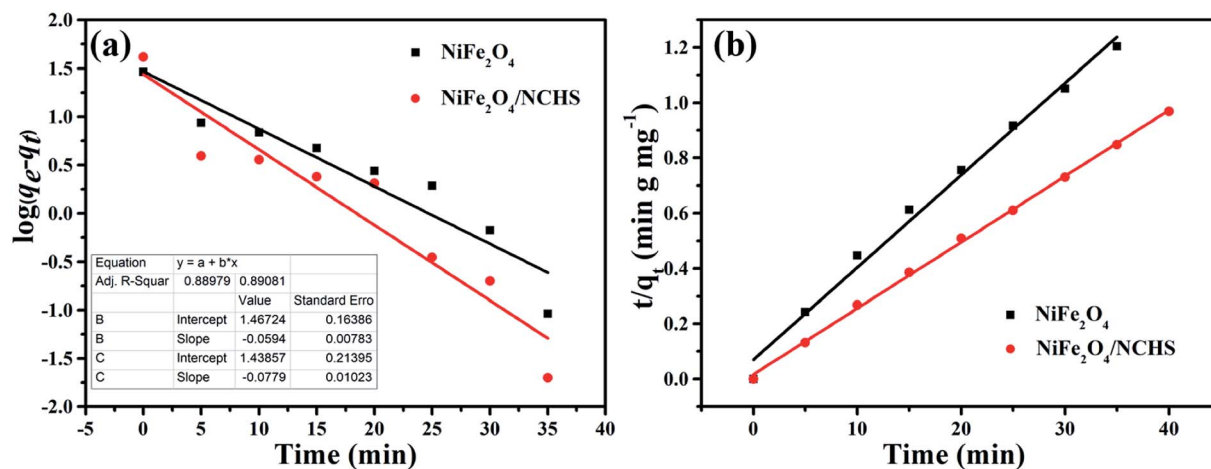 (a)
NiFe₂O₄
NiFe₂O₄/NCHS
log(qe-qt)
2.0
1.5
1.0
0.5
0.0
-0.5
-1.0
-1.5
-2.0
Equation y = a + b*x
Adj. R-Squar 0.88979 0.89081
Value Standard Erro
B Intercept 1.46724 0.16386
B Slope -0.0594 0.00783
C Intercept 1.43857 0.21395
C Slope -0.0779 0.01023
-5 0 5 10 15 20 25 30 35 40
Time (min)
(b)
t/qt (min g mg⁻¹)
1.2
1.0
0.8
0.6
0.4
0.2
0.0
NiFe₂O₄
NiFe₂O₄/NCHS
0 10 20 30 40
Time (min)